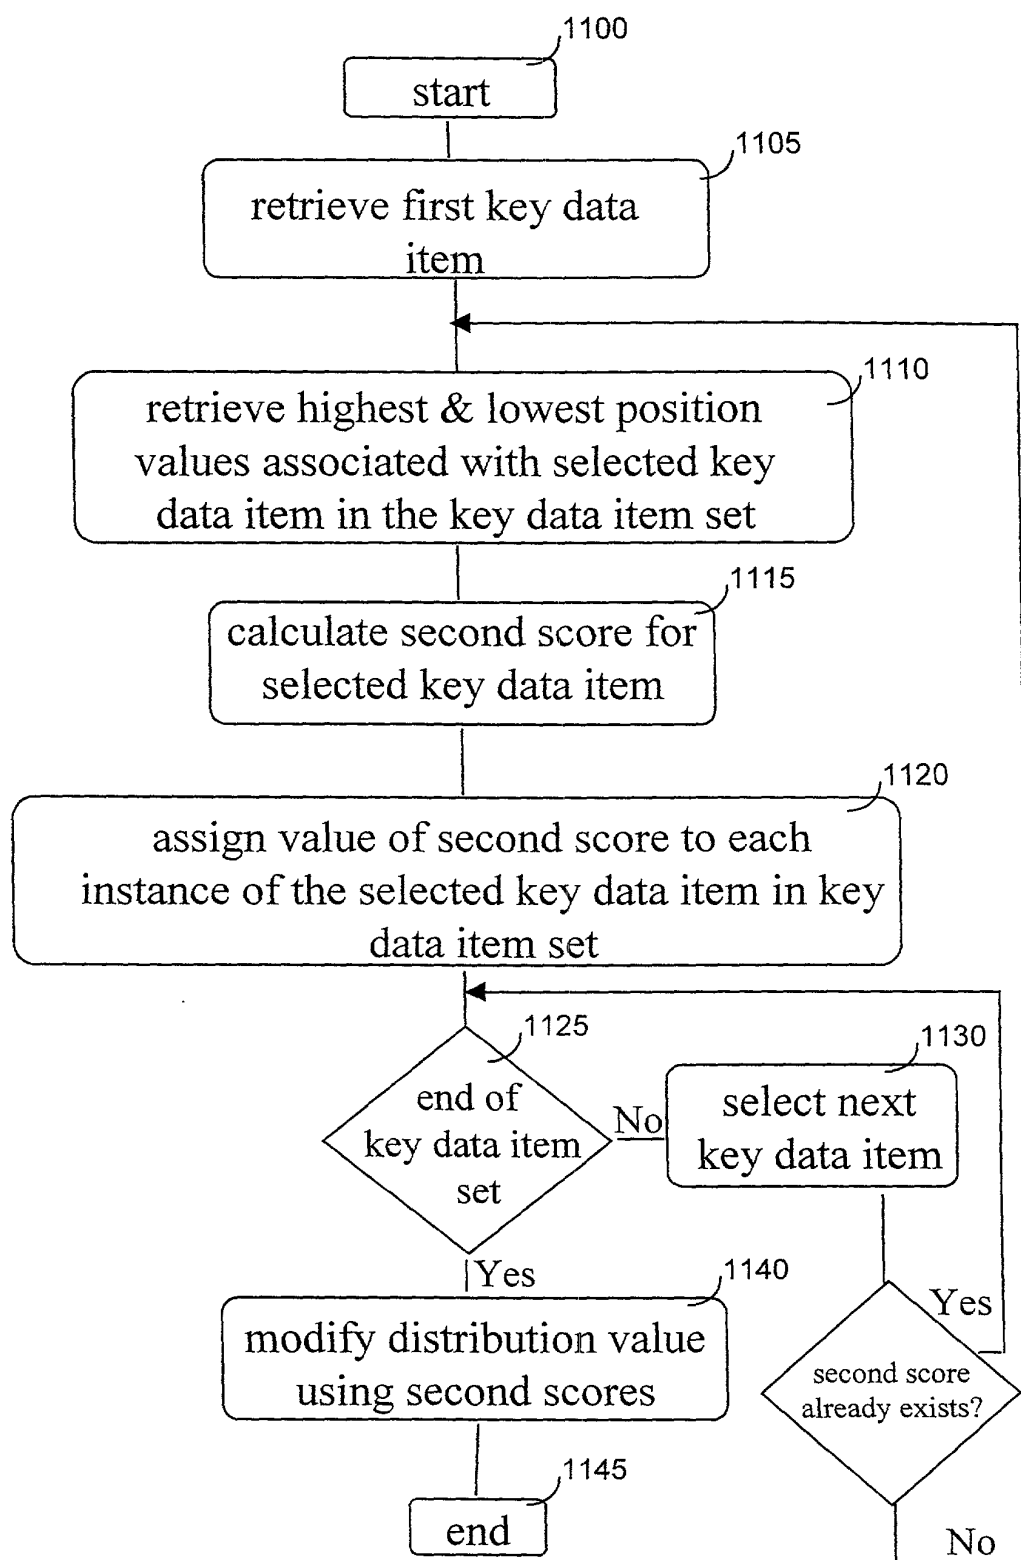 1100
start
1105
retrieve first key data
item
1110
retrieve highest & lowest position
values associated with selected key
data item in the key data item set
1115
calculate second score for
selected key data item
1120
assign value of second score to each
instance of the selected key data item in key
data item set
1125
end of
key data item
set
No
1130
select next
key data item
Yes
1140
modify distribution value
using second scores
Yes
second score
already exists?
1145
end
No